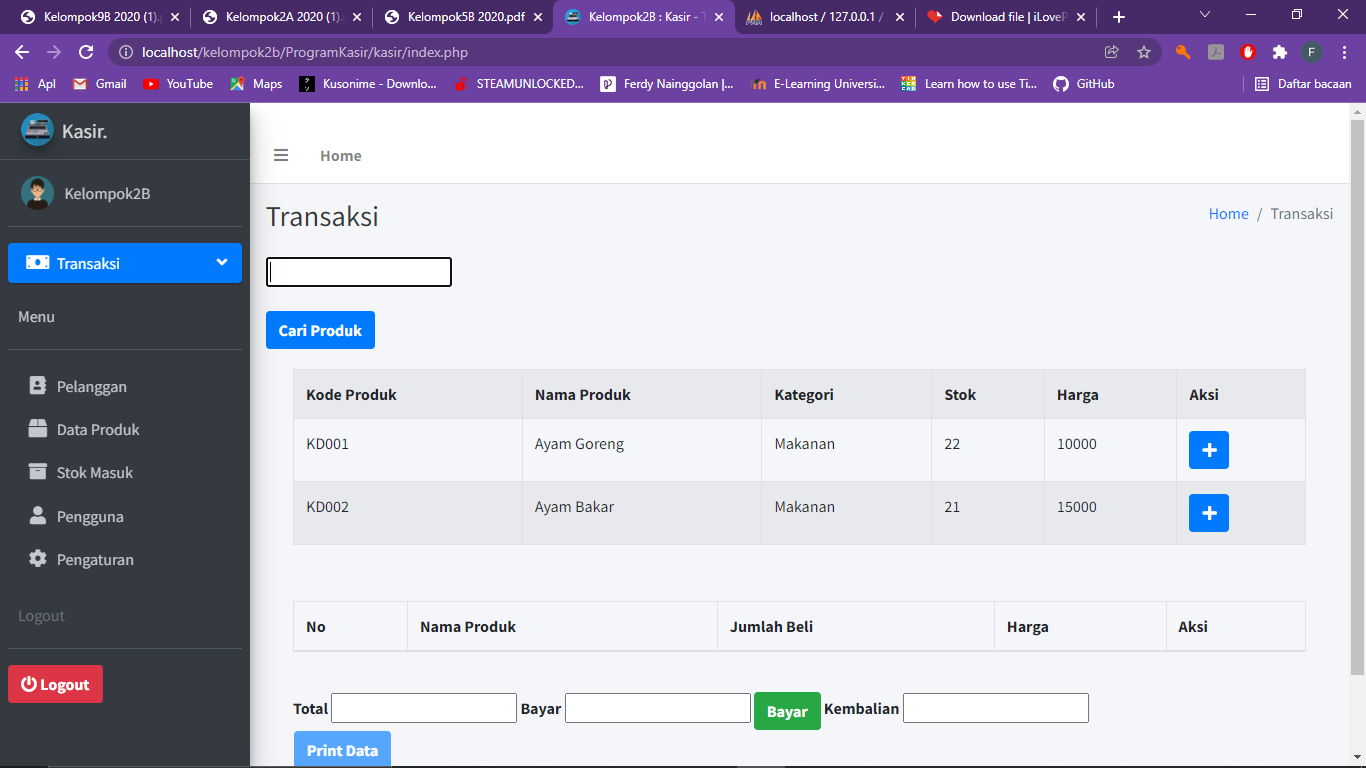 Kelompok9B 2020 (1).
Kelompok2A 2020 (1).
Kelompok5B 2020.pdf
Kelompok2B : Kasir - T
localhost / 127.0.0.1 /
Download file | iLoveP
localhost/kelompok2b/ProgramKasir/kasir/index.php
F
Apl
Gmail
YouTube
Maps
Kusonime - Downlo...
STEAMUNLOCKED...
Ferdy Nainggolan |...
E-Learning Universi...
Learn how to use Ti...
GitHub
Daftar bacaan
Kasir.
Kelompok2B
Transaksi
Menu
Pelanggan
Data Produk
Stok Masuk
Pengguna
Pengaturan
Logout
Logout
Home
Transaksi
Home / Transaksi
Cari Produk
Kode Produk Nama Produk Kategori Stok Harga Aksi
KD001 Ayam Goreng Makanan 22 10000 +
KD002 Ayam Bakar Makanan 21 15000 +
No Nama Produk Jumlah Beli Harga Aksi
Total Bayar Bayar Kembalian
Print Data